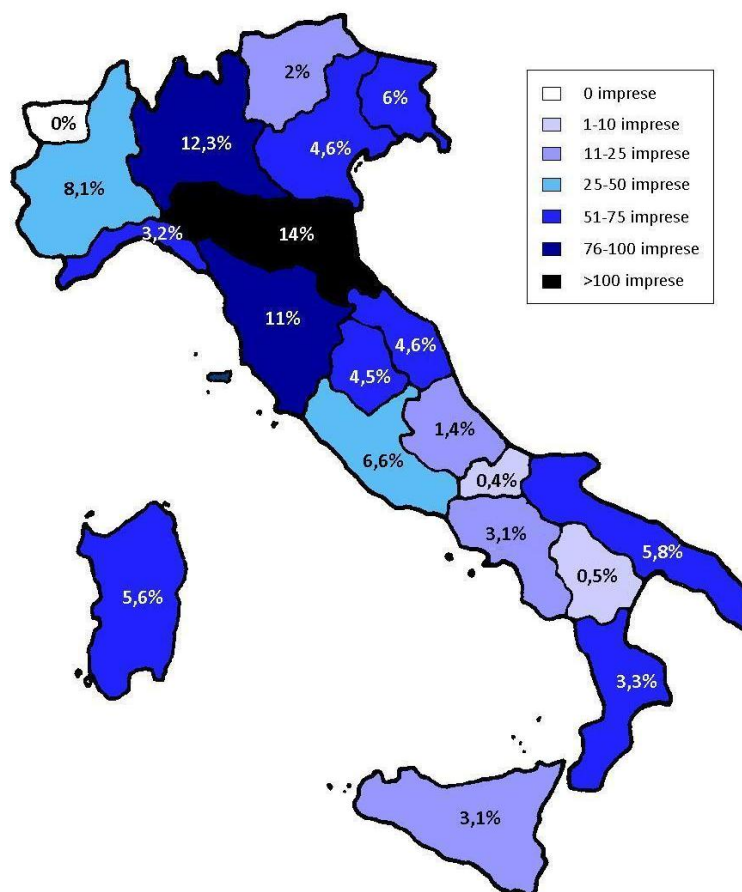 2%
6%
0%
12,3%
4,6%
8,1%
3,2%
14%
11%
4,6%
4,5%
1,4%
6,6%
0,4%
3,1%
5,8%
0,5%
5,6%
3,3%
3,1%
0 imprese
1-10 imprese
11-25 imprese
25-50 imprese
51-75 imprese
76-100 imprese
>100 imprese